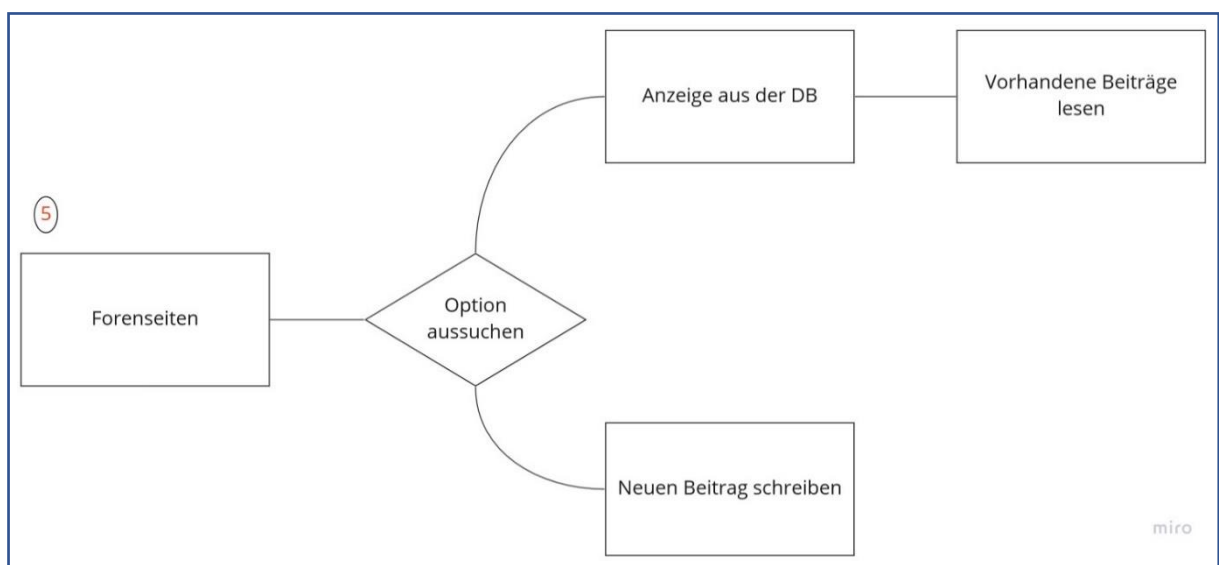 Anzeige aus der DB
Vorhandene Beiträge
lesen
5
Forenseiten
Option
aussuchen
Neuen Beitrag schreiben
miro